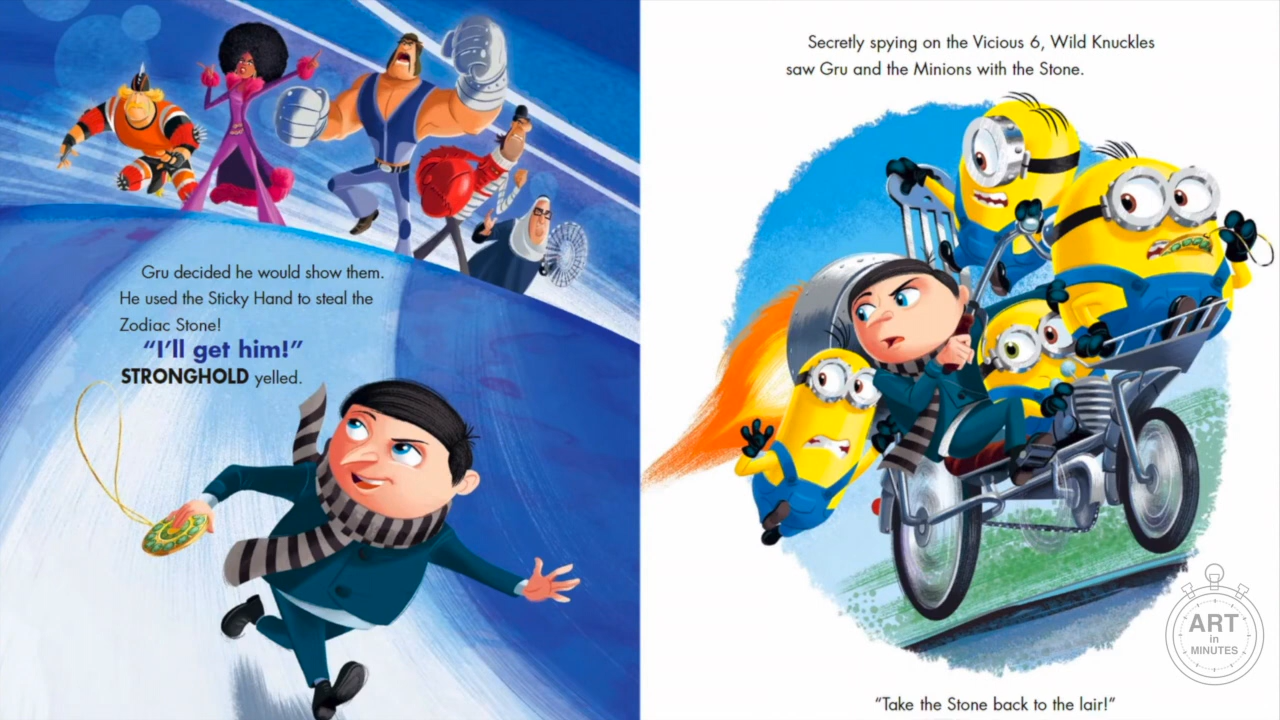 Gru decided he would show them.
He used the Sticky Hand to steal the
Zodiac Stone!
“I’ll get him!”
STRONGHOLD yelled.
Secretly spying on the Vicious 6, Wild Knuckles
saw Gru and the Minions with the Stone.
“Take the Stone back to the lair!”
ART
in
MINUTES